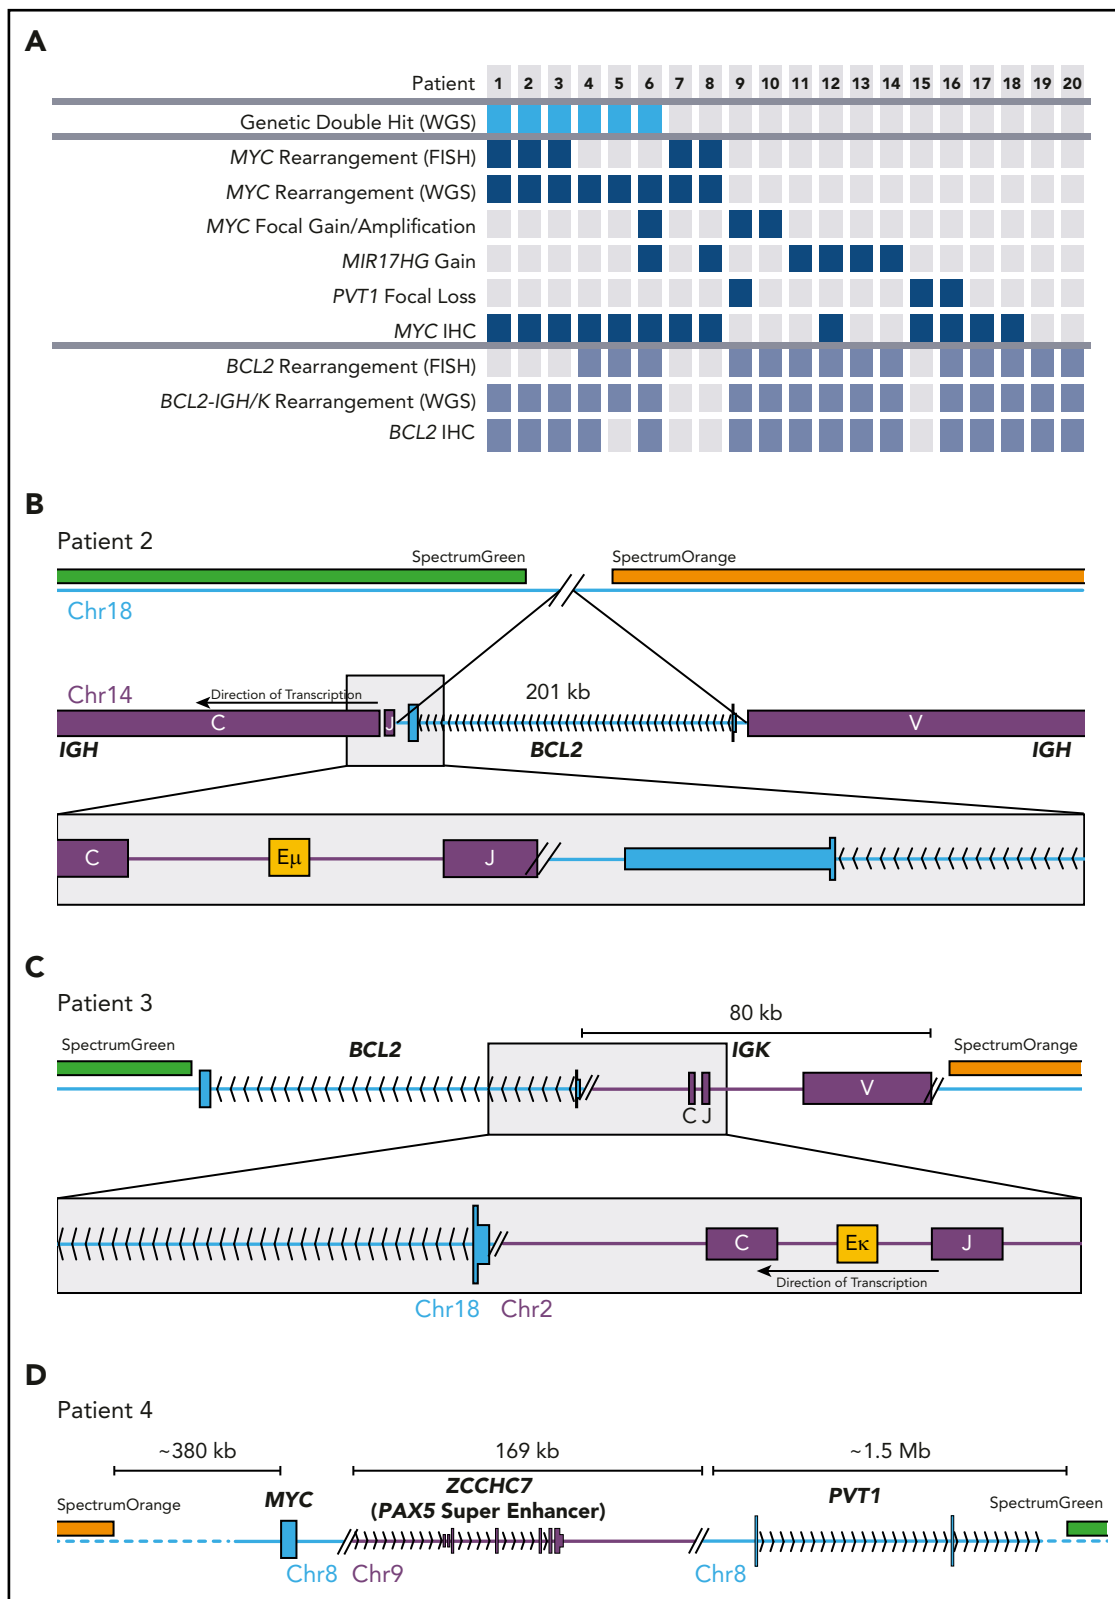 A
Patient 1 2 3 4 5 6 7 8 9 10 11 12 13 14 15 16 17 18 19 20
Genetic Double Hit (WGS)
MYC Rearrangement (FISH)
MYC Rearrangement (WGS)
MYC Focal Gain/Amplification
MIR17HG Gain
PVT1 Focal Loss
MYC IHC
BCL2 Rearrangement (FISH)
BCL2-IGH/K Rearrangement (WGS)
BCL2 IHC
B
Patient 2
SpectrumGreen SpectrumOrange
Chr18
Chr14 Direction of Transcription 201 kb
C J V
IGH BCL2 IGH
C Eμ J
C
Patient 3
80 kb
SpectrumGreen BCL2 IGK SpectrumOrange
V
C J
C Eκ J
Direction of Transcription
Chr18 Chr2
D
Patient 4
~380 kb 169 kb ~1.5 Mb
SpectrumOrange MYC ZCCHC7 PVT1 SpectrumGreen
(PAX5 Super Enhancer)
Chr8 Chr9 Chr8